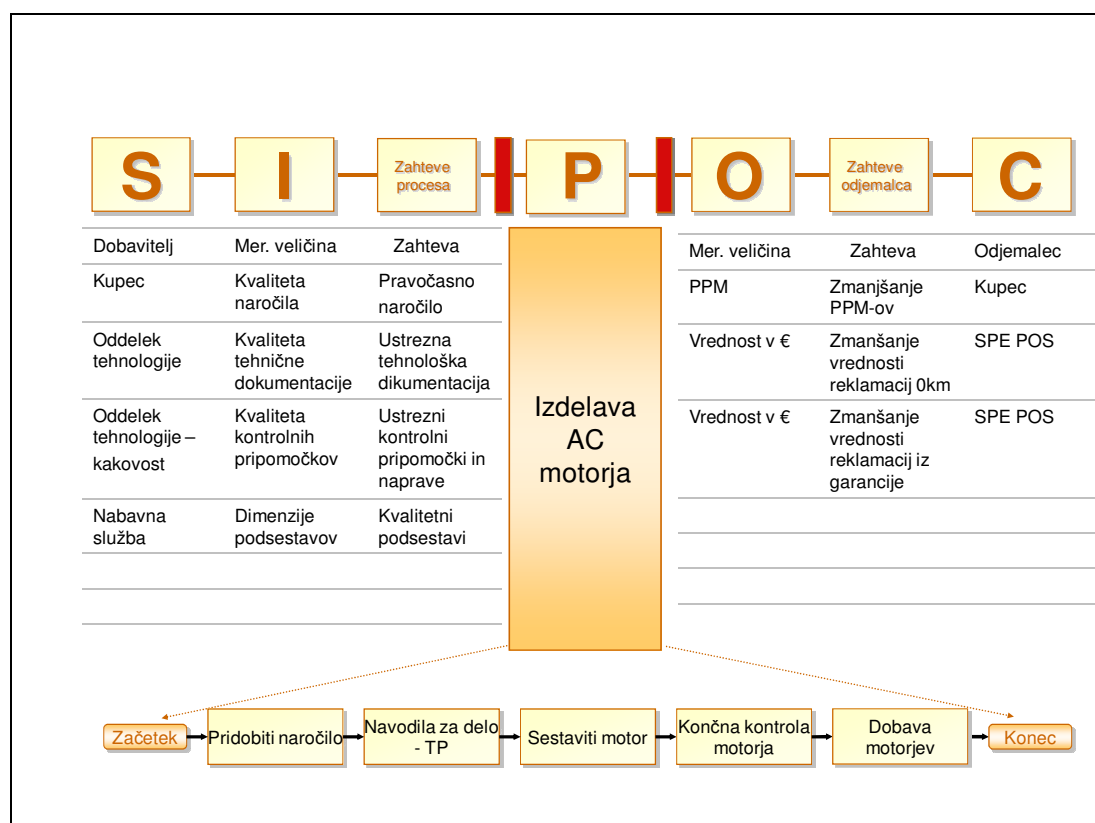 S
I
Zahteve
procesa
P
O
Zahteve
odjemalca
C
Dobavitelj
Mer. veličina
Zahteva
Kupec
Kvaliteta
naročila
Pravočasno
naročilo
Oddelek
tehnologije
Kvaliteta
tehnične
dokumentacije
Ustrezna
tehnološka
dikumentacija
Oddelek
tehnologije –
kakovost
Kvaliteta
kontrolnih
pripomočkov
Ustrezni
kontrolni
pripomočki in
naprave
Nabavna
služba
Dimenzije
podsestavov
Kvalitetni
podsestavi
Izdelava
AC
motorja
Mer. veličina
Zahteva
Odjemalec
PPM
Zmanjšanje
PPM-ov
Kupec
Vrednost v €
Zmanšanje
vrednosti
reklamacij 0km
SPE POS
Vrednost v €
Zmanšanje
vrednosti
reklamacij iz
garancije
SPE POS
Začetek
Pridobiti naročilo
Navodila za delo
- TP
Sestaviti motor
Končna kontrola
motorja
Dobava
motorjev
Konec